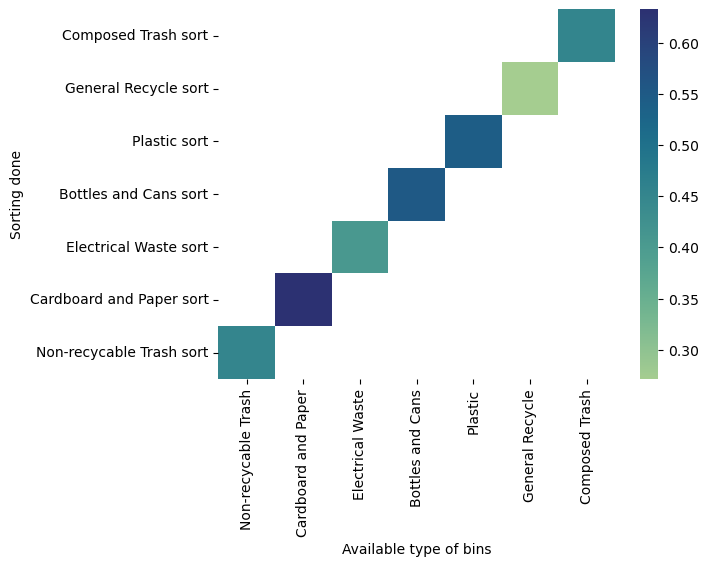 Sorting done
Composed Trash sort
General Recycle sort
Plastic sort
Bottles and Cans sort
Electrical Waste sort
Cardboard and Paper sort
Non-recycable Trash sort
Non-recycable Trash
Cardboard and Paper
Electrical Waste
Bottles and Cans
Plastic
General Recycle
Composed Trash
Available type of bins
0.60
0.55
0.50
0.45
0.40
0.35
0.30